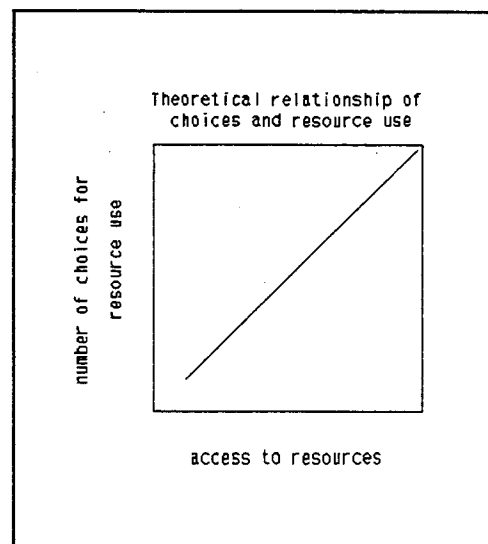 Theoretical relationship of
choices and resource use
number of choices for
resource use
access to resources